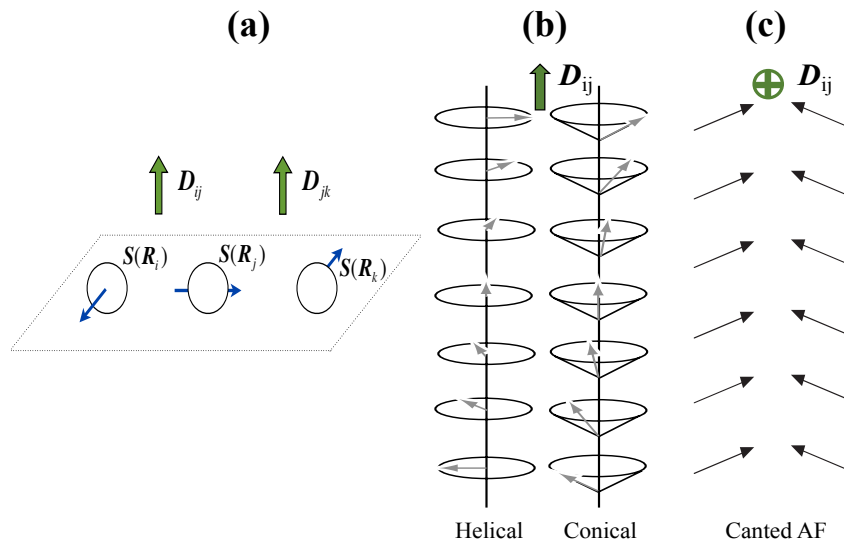 (a)
(b)
(c)
D_ij
D_ij
D_ij
D_jk
S(R_i)
S(R_j)
S(R_k)
Helical
Conical
Canted AF